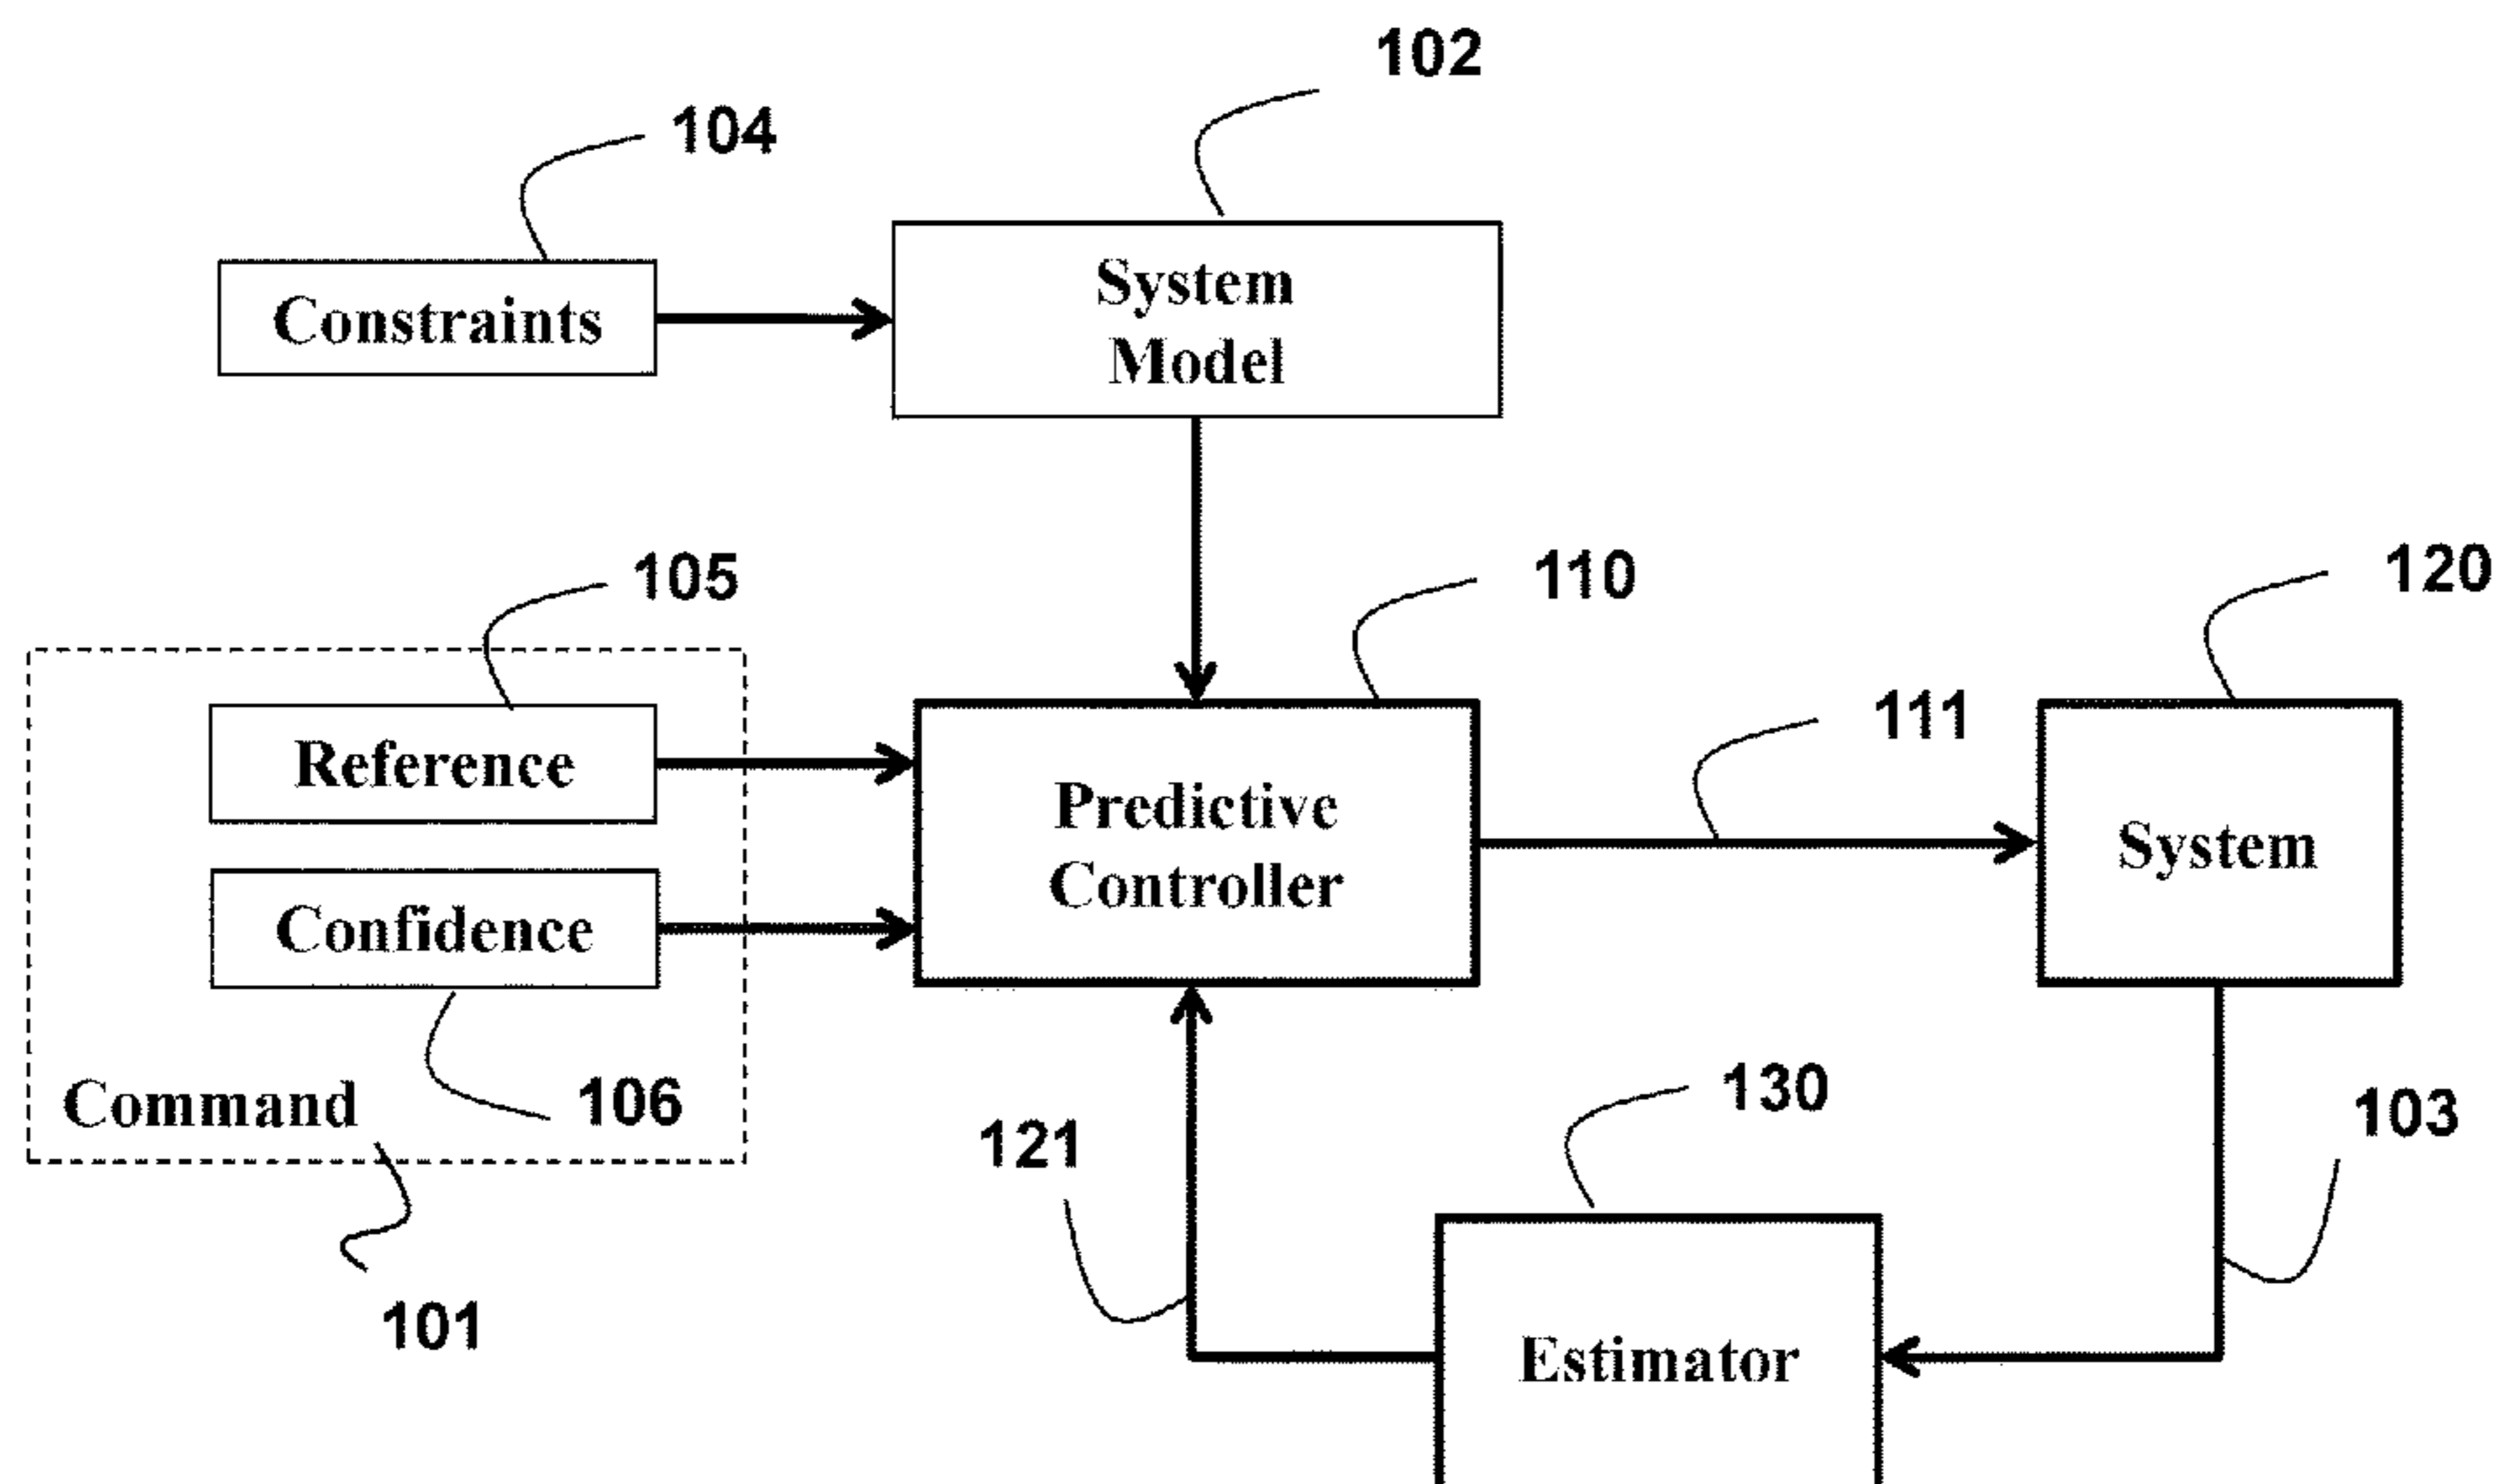 102
104
Constraints
System
Model
105
110
120
111
Reference
Predictive
Controller
System
Confidence
Command
106
130
103
121
101
Estimator